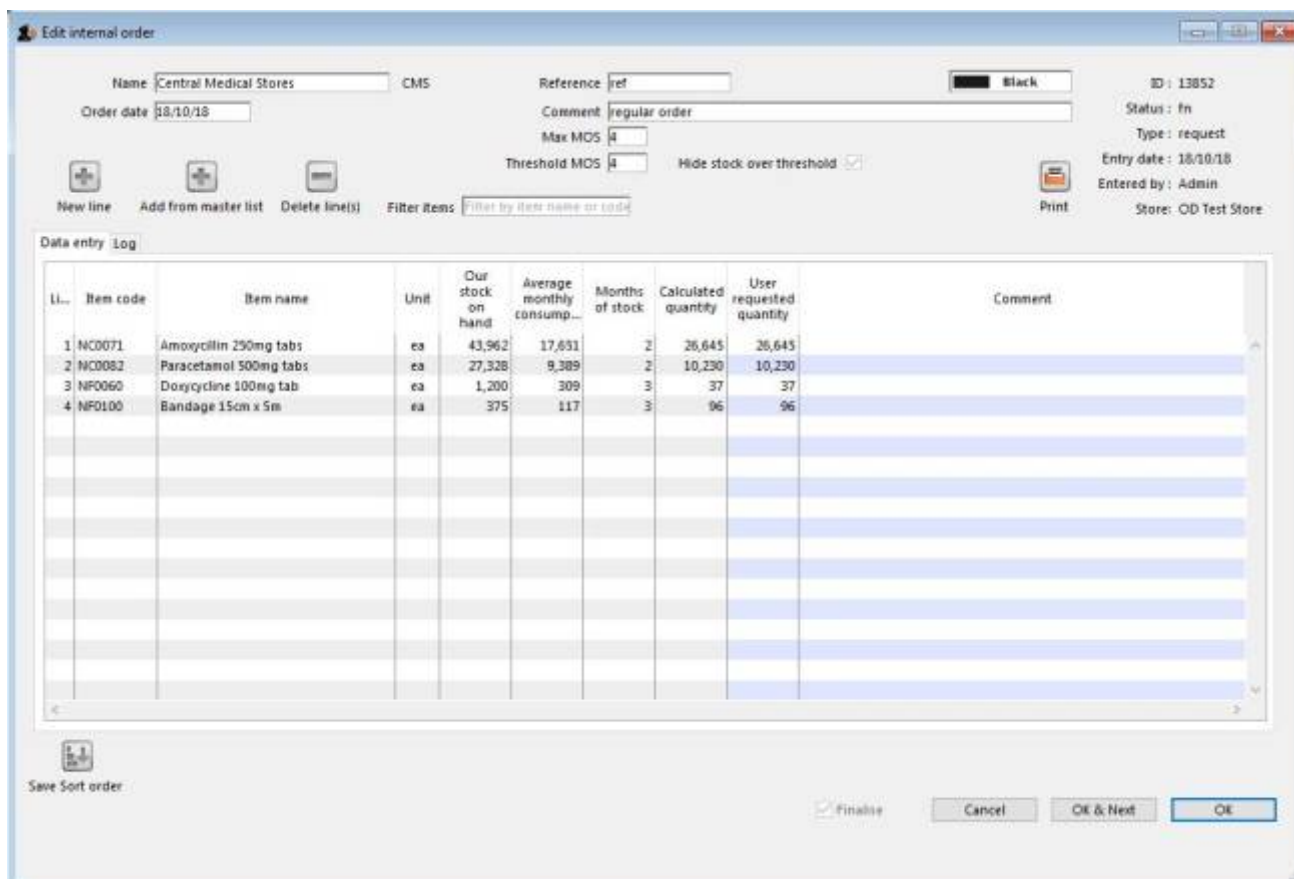 Edit internal order
Name Central Medical Stores CMS Reference ref Black ID : 13852
Order date 18/10/18 Comment regular order Status : fn
Max MOS 4 Type : request
Threshold MOS 4 Hide stock over threshold Entry date : 18/10/18
Entered by : Admin
New line Add from master list Delete line(s) Filter items Filter by item name or code Print Store: OD Test Store
Data entry Log
Li... Item code Item name Unit Our stock on hand Average monthly consump... Months of stock Calculated quantity User requested quantity Comment
1 NC0071 Amoxycillin 250mg tabs ea 43,962 17,651 2 26,645 26,645
2 NC0082 Paracetamol 500mg tabs ea 27,328 9,389 2 10,230 10,230
3 NF0060 Doxycycline 100mg tab ea 1,200 309 3 37 37
4 NF0100 Bandage 15cm x 5m ea 375 117 3 96 96
Save Sort order
Finalise Cancel OK & Next OK